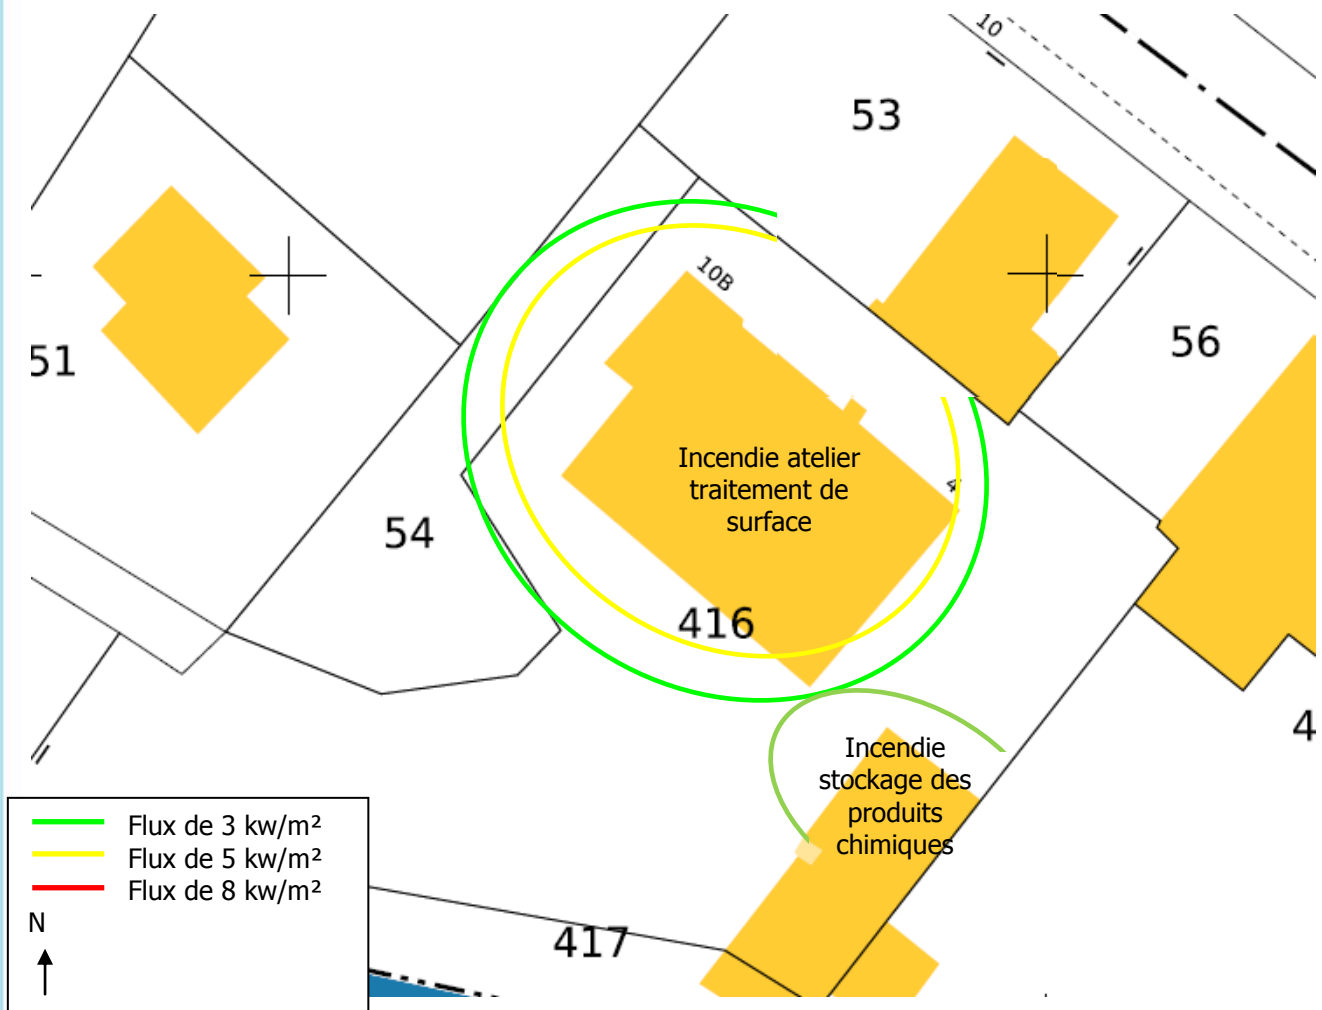 10
53
10B
56
51
Incendie atelier
traitement de
surface
4
54
416
4
Incendie
stockage des
produits
chimiques
Flux de 3 kw/m²
Flux de 5 kw/m²
Flux de 8 kw/m²
N
417